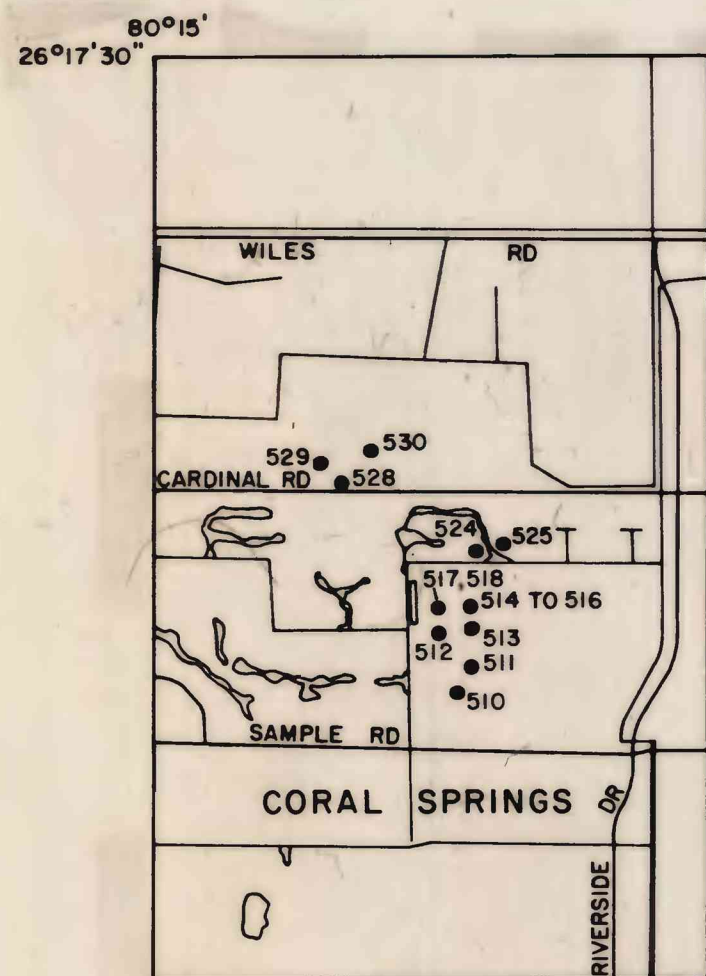 80°15'
26°17'30"
WILES RD
530
529
CARDINAL RD
528
524
525
517,518
514 TO 516
513
512
511
510
SAMPLE RD
CORAL SPRINGS
RIVERSIDE DR